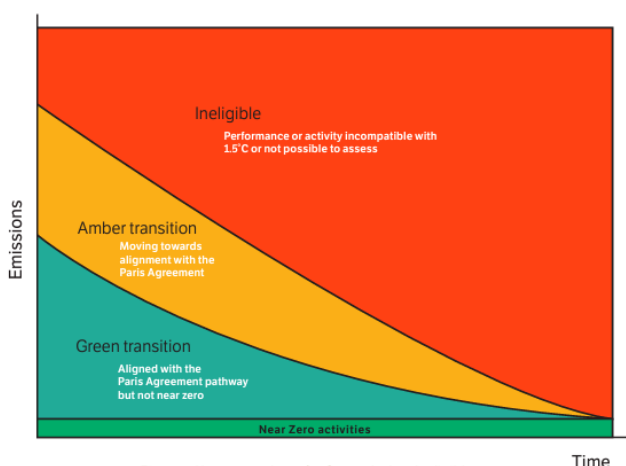 Ineligible
Performance or activity incompatible with
1.5°C or not possible to assess
Amber transition
Moving towards
alignment with the
Paris Agreement
Emissions
Green transition
Aligned with the
Paris Agreement pathway
but not near zero
Near Zero activities
Time